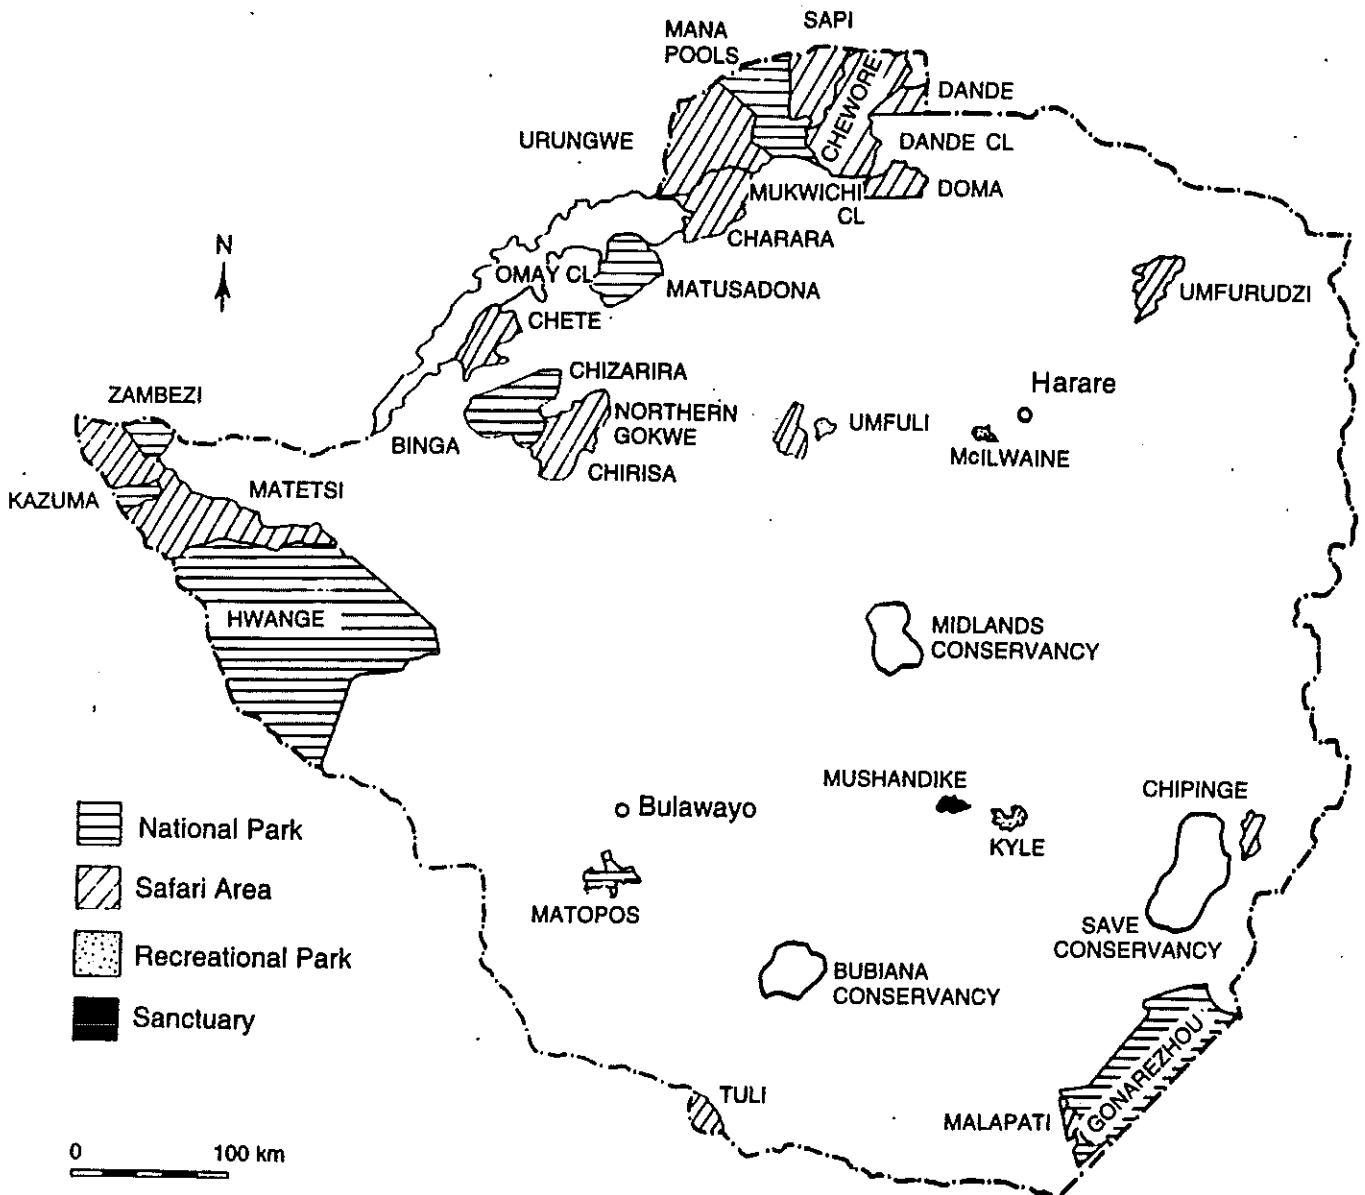 SAPI
MANA
POOLS
CHEWORE
DANDE
URUNGWE
DANDE CL
MUKWICHI
CL
DOMA
CHARARA
N
OMAY CL
MATUSADONA
UMFURUDZI
CHETE
CHIZARIRA
Harare
ZAMBEZI
NORTHERN
GOKWE
UMFULI
BINGA
McILWAINE
CHIRISA
KAZUMA
MATETSI
HWANGE
MIDLANDS
CONSERVANCY
MUSHANDIKE
CHIPINGE
Bulawayo
KYLE
National Park
Safari Area
MATOPOS
SAVE
CONSERVANCY
Recreational Park
BUBIANA
CONSERVANCY
Sanctuary
GONAREZHOU
TULI
MALAPATI
0 100 km